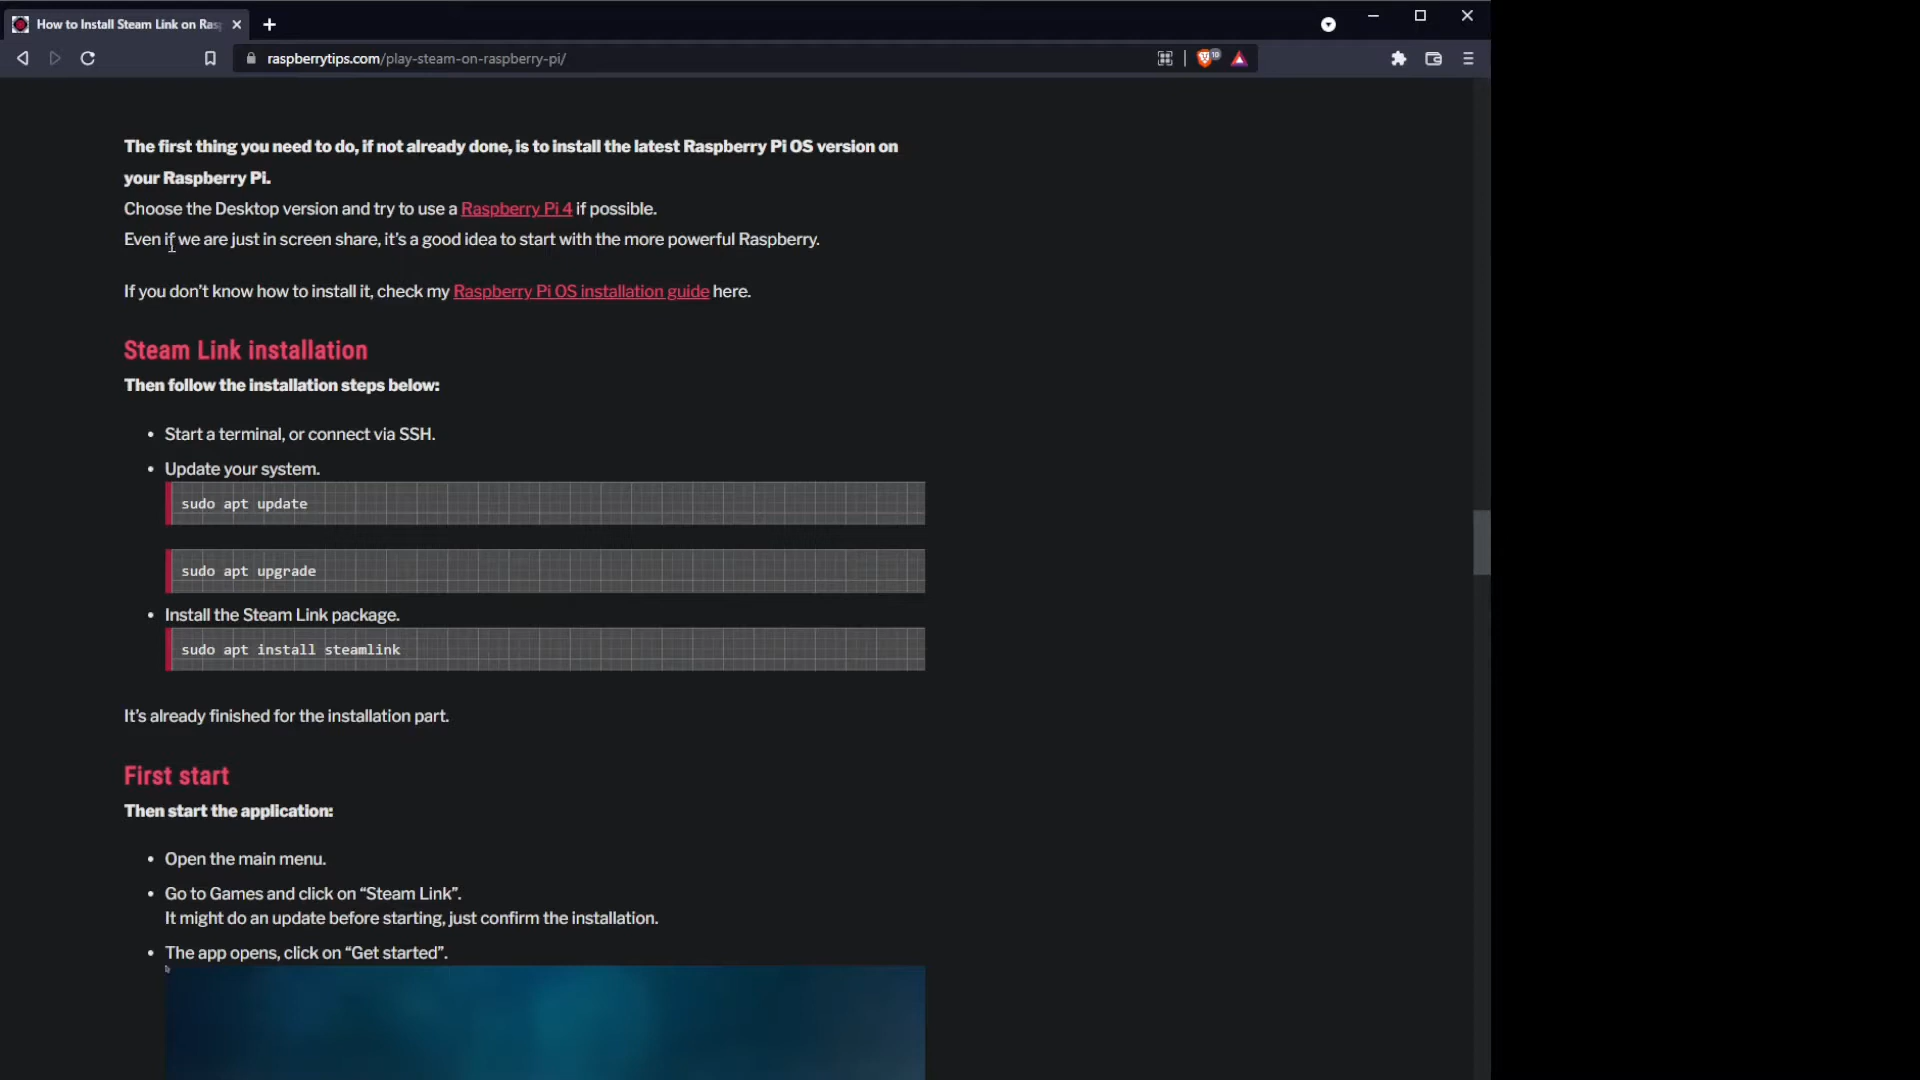 How to Install Steam Link on Ras
raspberrytips.com/play-steam-on-raspberry-pi/
10
The first thing you need to do, if not already done, is to install the latest Raspberry Pi OS version on
your Raspberry Pi.
Choose the Desktop version and try to use a Raspberry Pi 4 if possible.
Even if we are just in screen share, it's a good idea to start with the more powerful Raspberry.
If you don't know how to install it, check my Raspberry Pi OS installation guide here.
Steam Link installation
Then follow the installation steps below:
• Start a terminal, or connect via SSH.
• Update your system.
sudo apt update
sudo apt upgrade
• Install the Steam Link package.
sudo apt install steamlink
It's already finished for the installation part.
First start
Then start the application:
• Open the main menu.
• Go to Games and click on “Steam Link”.
It might do an update before starting, just confirm the installation.
• The app opens, click on “Get started”.